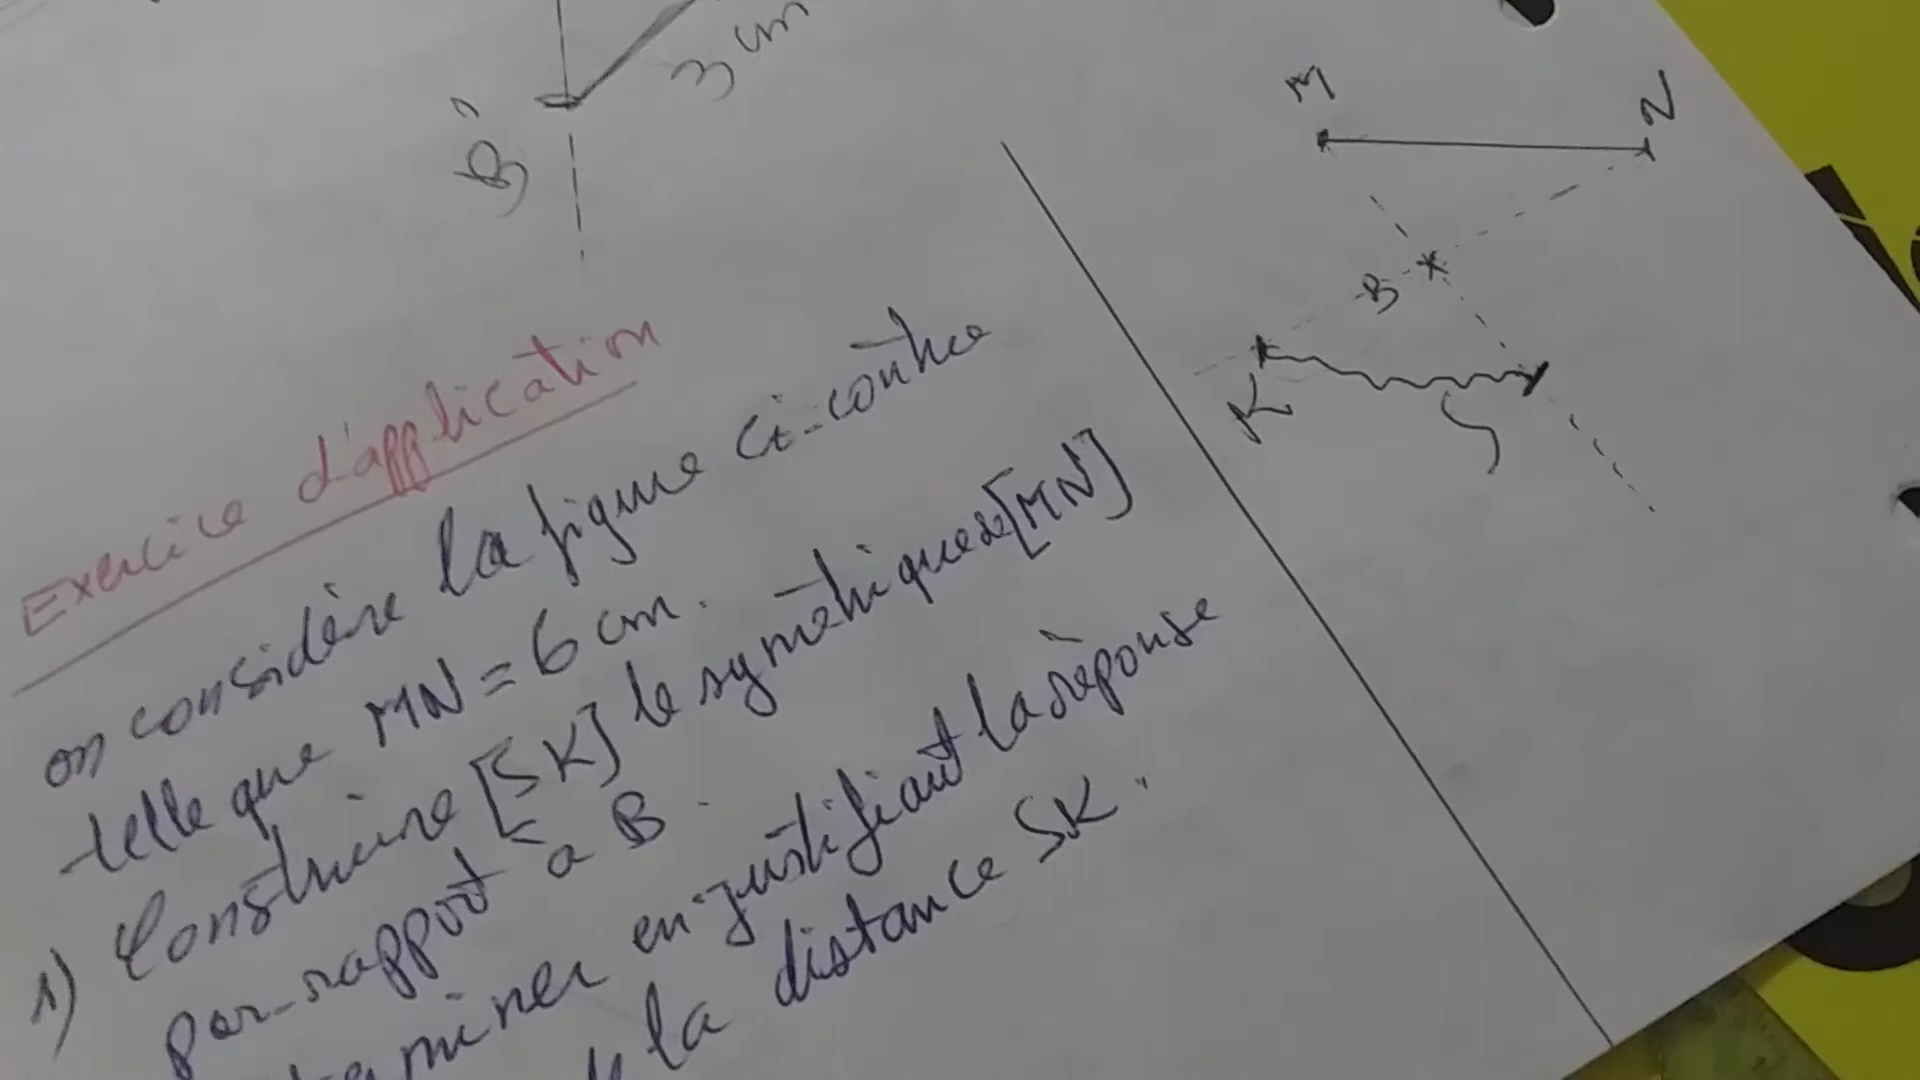 B"
3 cm
Exercice d'application
on considère la figure ci-contre
telle que MN = 6 cm.
1) Construire [SK] le symétrique de [MN]
par-rapport à B.
en-justifiant la réponse
la distance SK.
M
N
B
K
S